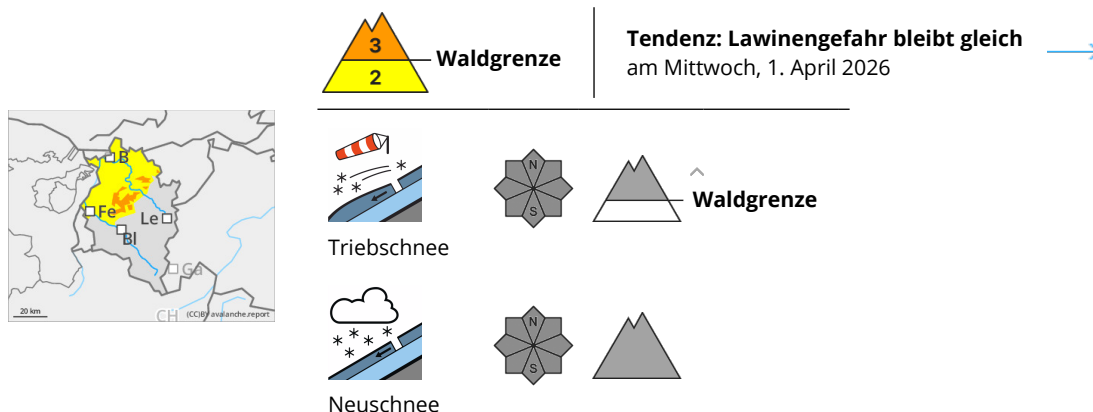 3
2
Waldgrenze
Tendenz: Lawinengefahr bleibt gleich
am Mittwoch, 1. April 2026
B
Fe
Le
Bl
Ga
CH
20 km
(CC)BY avalanche.report
N
S
Waldgrenze
Triebschnee
N
S
Neuschnee